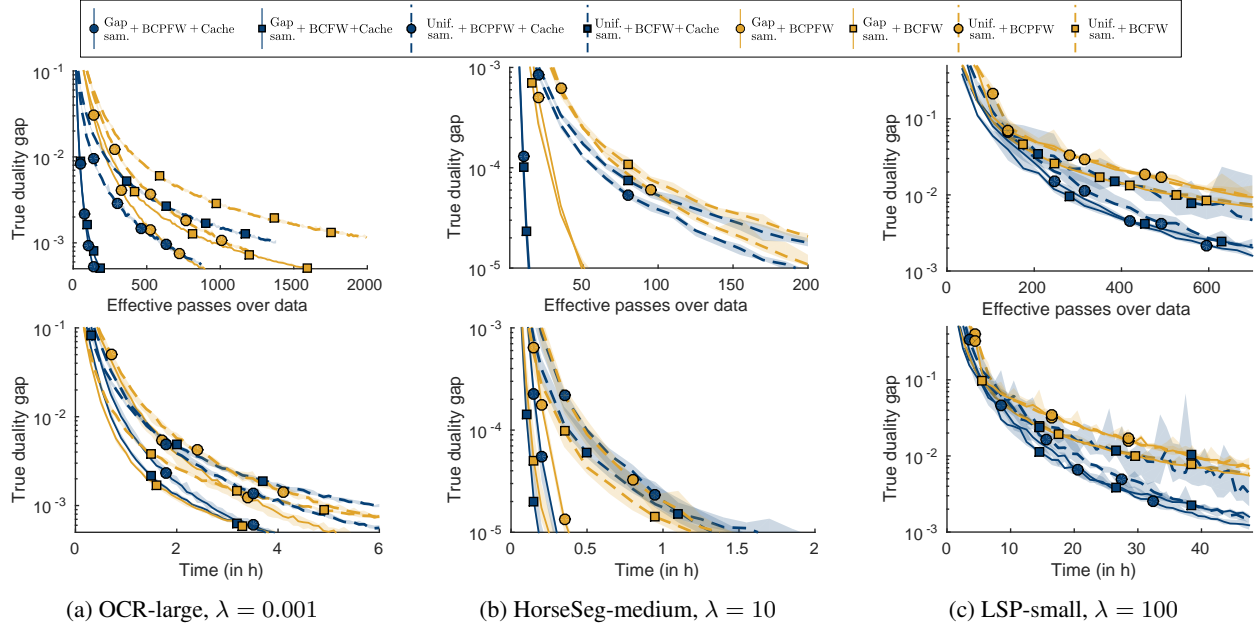 Gap sam. + BCPFW + Cache
Gap sam. + BCFW+Cache
Unif. sam. + BCPFW + Cache
Unif. sam. + BCFW+Cache
Gap sam. + BCPFW
Gap sam. + BCFW
Unif. sam. + BCPFW
Unif. sam. + BCFW
True duality gap
10^-1
10^-2
10^-3
0 500 1000 1500 2000
Effective passes over data
True duality gap
10^-3
10^-4
10^-5
50 100 150 200
Effective passes over data
True duality gap
10^-1
10^-2
10^-3
0 200 400 600
Effective passes over data
True duality gap
10^-1
10^-2
10^-3
0 2 4 6
Time (in h)
True duality gap
10^-3
10^-4
10^-5
0 0.5 1 1.5 2
Time (in h)
True duality gap
10^-1
10^-2
10^-3
0 10 20 30 40
Time (in h)
(a) OCR-large, λ = 0.001
(b) HorseSeg-medium, λ = 10
(c) LSP-small, λ = 100